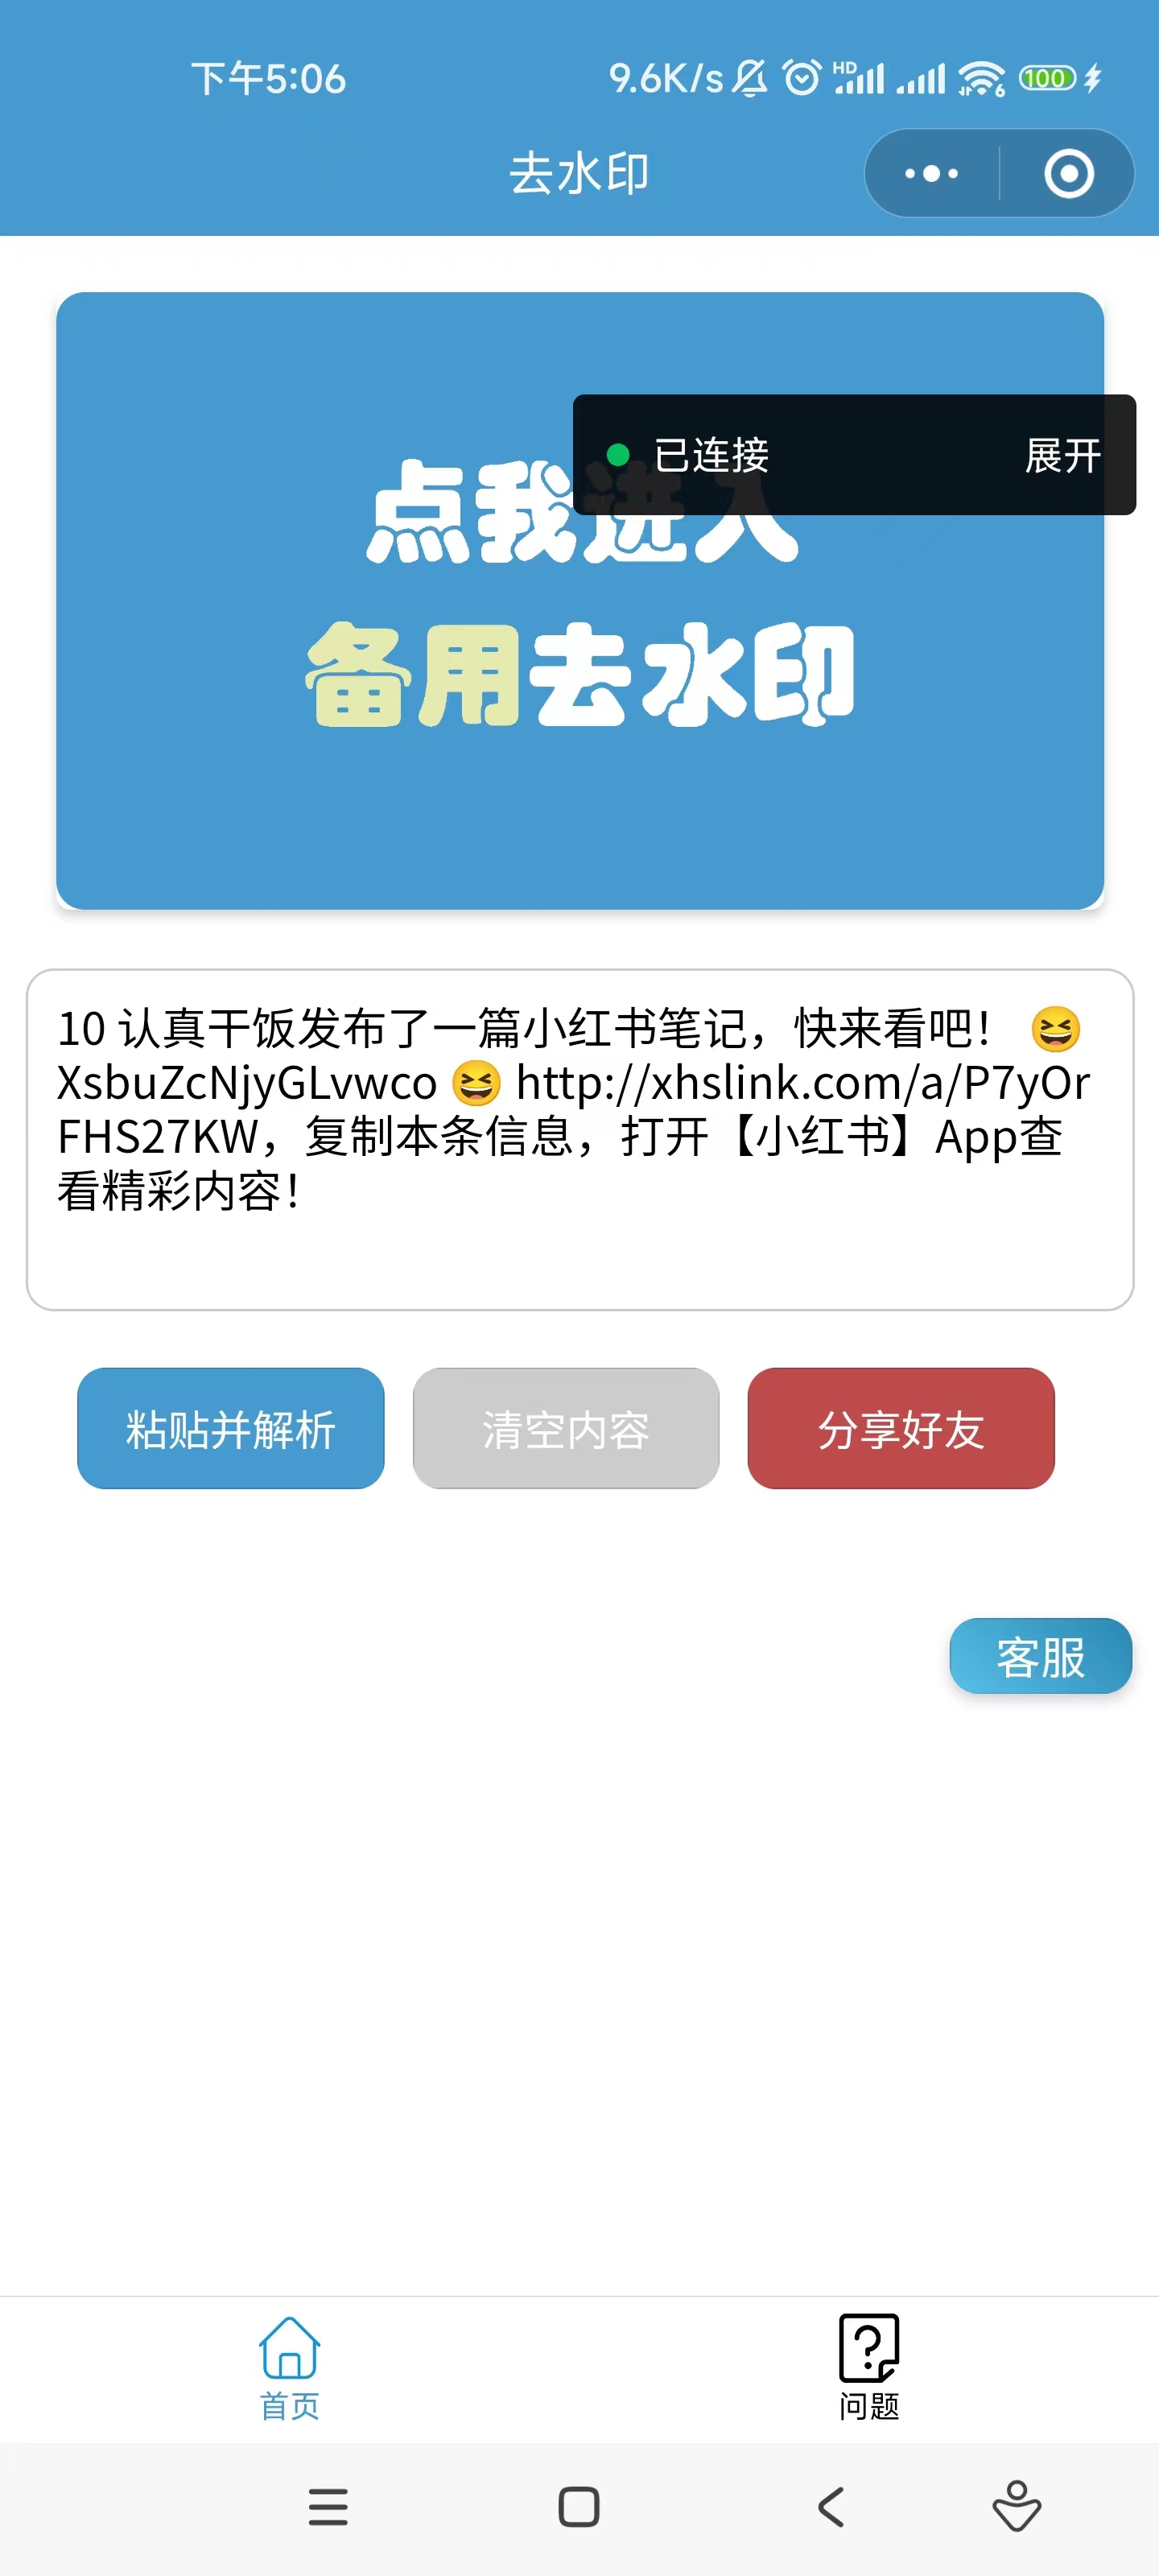 下午5:06 9.6K/s HD 6 100
去水印
已连接 展开
点我进入
备用去水印
10 认真干饭发布了一篇小红书笔记，快来看吧！ 😆
XsbuZcNjyGLvwco 😆 http://xhslink.com/a/P7yOr
FHS27KW，复制本条信息，打开【小红书】App查
看精彩内容！
粘贴并解析 清空内容 分享好友
客服
首页 问题